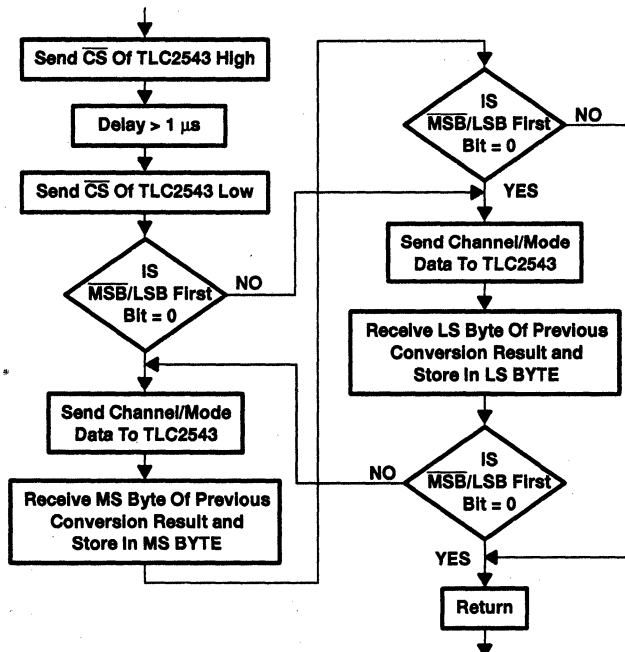 Send CS Of TLC2543 High
Delay > 1 μs
Send CS Of TLC2543 Low
IS
MSB/LSB First
Bit = 0
NO
Send Channel/Mode
Data To TLC2543
Receive MS Byte Of Previous
Conversion Result and
Store In MS BYTE
IS
MSB/LSB First
Bit = 0
NO
YES
Send Channel/Mode
Data To TLC2543
Receive LS Byte Of Previous
Conversion Result and
Store In LS BYTE
IS
MSB/LSB First
Bit = 0
NO
YES
Return